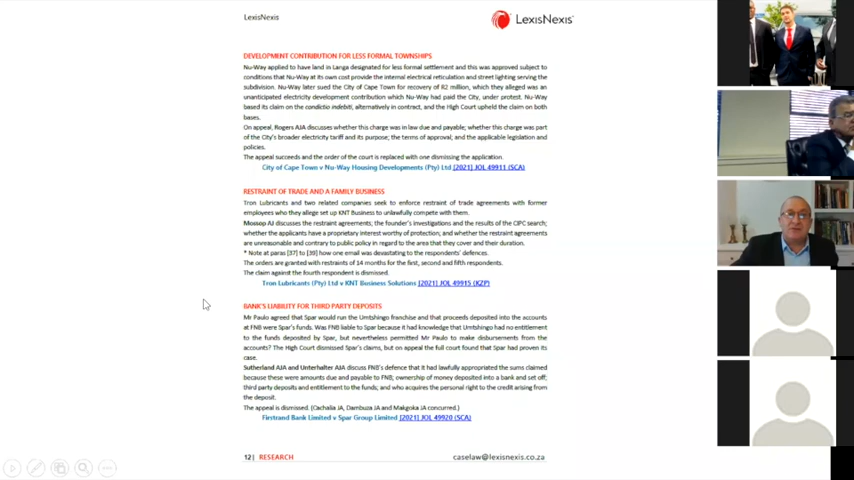 LexisNexis
LexisNexis
DEVELOPMENT CONTRIBUTION FOR LESS FORMAL TOWNSHIPS
Nu-Way applied to have land in Langa designated for less formal settlement and this was approved subject to
conditions that Nu-Way at its own cost provide the internal electrical reticulation and street lighting serving the
subdivision. Nu-Way later sued the City of Cape Town for recovery of R2 million, which they alleged was an
unanticipated electricity development contribution which Nu-Way had paid the City, under protest. Nu-Way
based its claim on the condictio indebiti, alternatively in contract, and the High Court upheld the claim on both
bases.
On appeal, Rogers AJA discusses whether this charge was in law due and payable; whether this charge was part
of the City's broader electricity tariff and its purpose; the terms of approval; and the applicable legislation and
policies.
The appeal succeeds and the order of the court is replaced with one dismissing the application.
City of Cape Town v Nu-Way Housing Developments (Pty) Ltd [2021] JOL 49911 (SCA)
RESTRAINT OF TRADE AND A FAMILY BUSINESS
Tron Lubricants and two related companies seek to enforce restraint of trade agreements with former
employees who they allege set up KNT Business to unlawfully compete with them.
Mossop AJ discusses the restraint agreements; the founder's investigations and the results of the CIPC search;
whether the applicants have a proprietary interest worthy of protection; and whether the restraint agreements
are unreasonable and contrary to public policy in regard to the area that they cover and their duration.
* Note at paras [37] to [39] how one email was devastating to the respondents' defences.
The orders are granted with restraints of 14 months for the first, second and fifth respondents.
The claim against the fourth respondent is dismissed.
Tron Lubricants (Pty) Ltd v KNT Business Solutions [2021] JOL 49915 (KZP)
BANK'S LIABILITY FOR THIRD PARTY DEPOSITS
Mr Paulo agreed that Spar would run the Umtshingo franchise and that proceeds deposited into the accounts
at FNB were Spar's funds. Was FNB liable to Spar because it had knowledge that Umtshingo had no entitlement
to the funds deposited by Spar, but nevertheless permitted Mr Paulo to make disbursements from the
accounts? The High Court dismissed Spar's claims, but on appeal the full court found that Spar had proven its
case.
Sutherland AJA and Unterhalter AJA discuss FNB's defence that it had lawfully appropriated the sums claimed
because these were amounts due and payable to FNB; ownership of money deposited into a bank and set off;
third party deposits and entitlement to the funds; and who acquires the personal right to the credit arising from
the deposit.
The appeal is dismissed. (Cachalia JA, Dambuza JA and Makgoka JA concurred.)
Firstrand Bank Limited v Spar Group Limited [2021] JOL 49920 (SCA)
12| RESEARCH
caselaw@lexisnexis.co.za